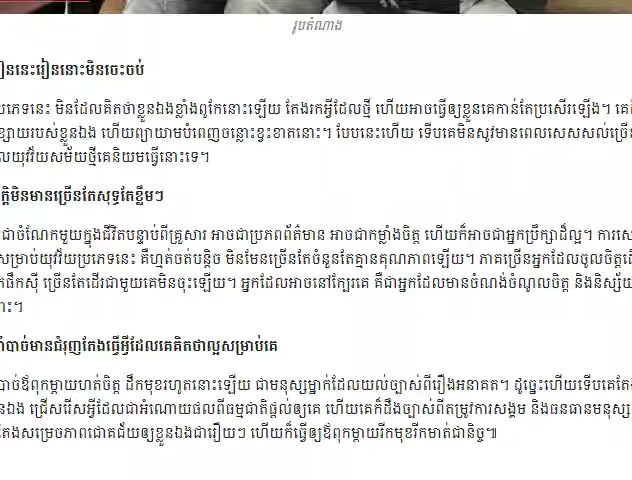 រូបតំណាង
រៀននេះរៀននោះមិនចេះចប់
ប្រភេទនេះ មិនដែលគិតថាខ្លួនឯងខ្លាំងពូកែនោះឡើយ តែងរកអ្វីដែលថ្មី ហើយអាចធ្វើឲ្យខ្លួនគេកាន់តែប្រសើរឡើង។
ខ្សោយរបស់ខ្លួនឯង ហើយព្យាយាមបំពេញចន្លោះខ្វះខាតនោះ។ បែបនេះហើយ ទើបគេមិនសូវមានពេលសេសសល់ច្រើន
យុវវ័យសម័យថ្មីគេនិយមធ្វើនោះទេ។
មិនមានច្រើនតែសុទ្ធតែខ្លឹមៗ
ជាចំណែកមួយក្នុងជីវិតបន្ទាប់ពីគ្រួសារ អាចជាប្រភពព័ត៌មាន អាចជាកម្លាំងចិត្ត ហើយក៏អាចជាអ្នកប្រឹក្សាដ៏ល្អ។
សម្រាប់យុវវ័យប្រភេទនេះ គឺហ្មត់ចត់បន្តិច មិនមែនច្រើនតែចំនួនតែគ្មានគុណភាពឡើយ។ ភាគច្រើនអ្នកដែលចូលចិត្តដើរ
ផឹកស៊ី ច្រើនតែដើរជាមួយគេមិនចុះឡើយ។ អ្នកដែលអាចនៅក្បែរគេ គឺជាអ្នកដែលមានចំណង់ចំណូលចិត្ត និងនិស្ស័យ
នោះ។
ចាំបាច់មានជំរុញតែងធ្វើអ្វីដែលគេគិតថាល្អសម្រាប់គេ
បាច់ឪពុកម្ដាយហត់ចិត្ត ដឹកមុខរហូតនោះឡើយ ជាមនុស្សម្នាក់ដែលយល់ច្បាស់ពីរឿងអនាគត។ ដូច្នេះហើយទើបគេតែង
ខ្លួនឯង ជ្រើសរើសអ្វីដែលជាអំណោយផលពីធម្មជាតិផ្ដល់ឲ្យគេ ហើយគេក៏ដឹងច្បាស់ពីតម្រូវការសង្គម និងធនធានមនុស្ស
តែងសម្រេចភាពជោគជ័យឲ្យខ្លួនឯងជារឿយៗ ហើយក៏ធ្វើឲ្យឪពុកម្ដាយរីកមុខរីកមាត់ជានិច្ច៕